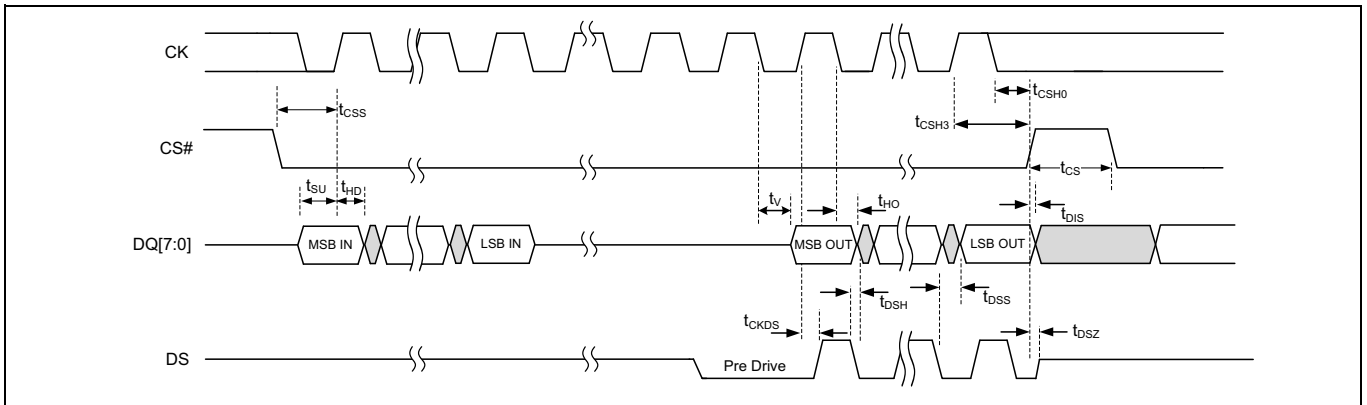 CK
tCSS
tCSH0
tCSH3
CS#
tCS
tSU
tHD
tV
tHO
tDIS
DQ[7:0]
MSB IN
LSB IN
MSB OUT
LSB OUT
tDSH
tDSS
tCKDS
tDSZ
DS
Pre Drive